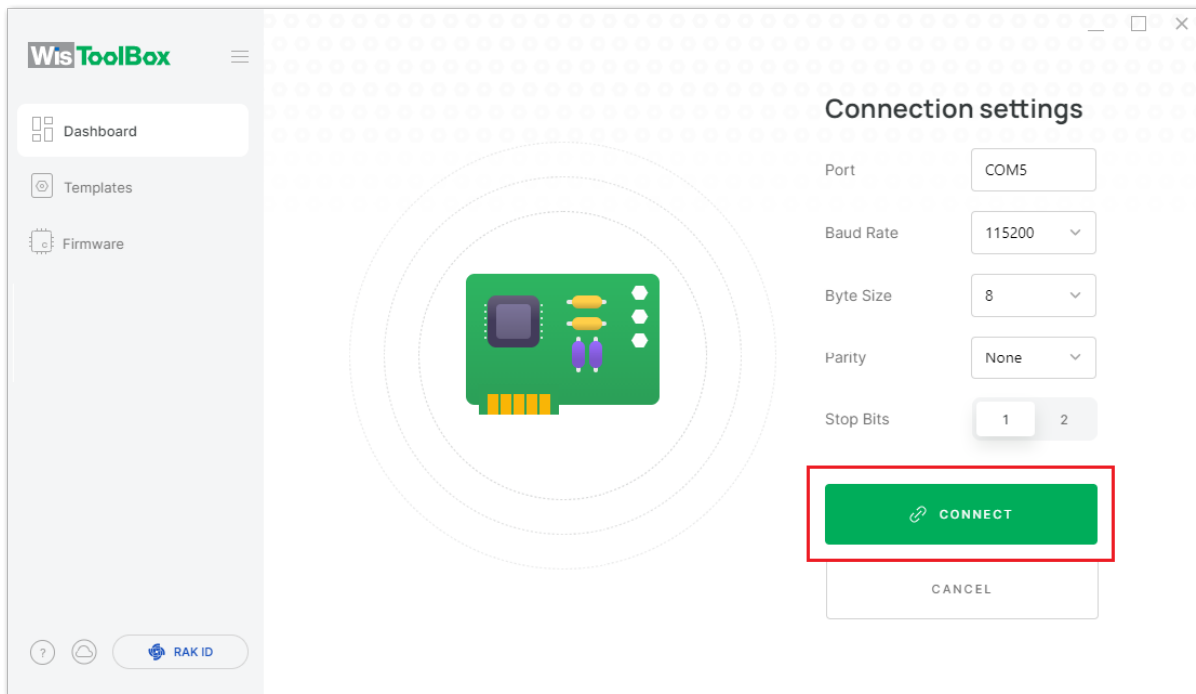 WisToolBox
Dashboard
Templates
Firmware
RAK ID
Connection settings
Port COM5
Baud Rate 115200
Byte Size 8
Parity None
Stop Bits 1 2
CONNECT
CANCEL
?
c